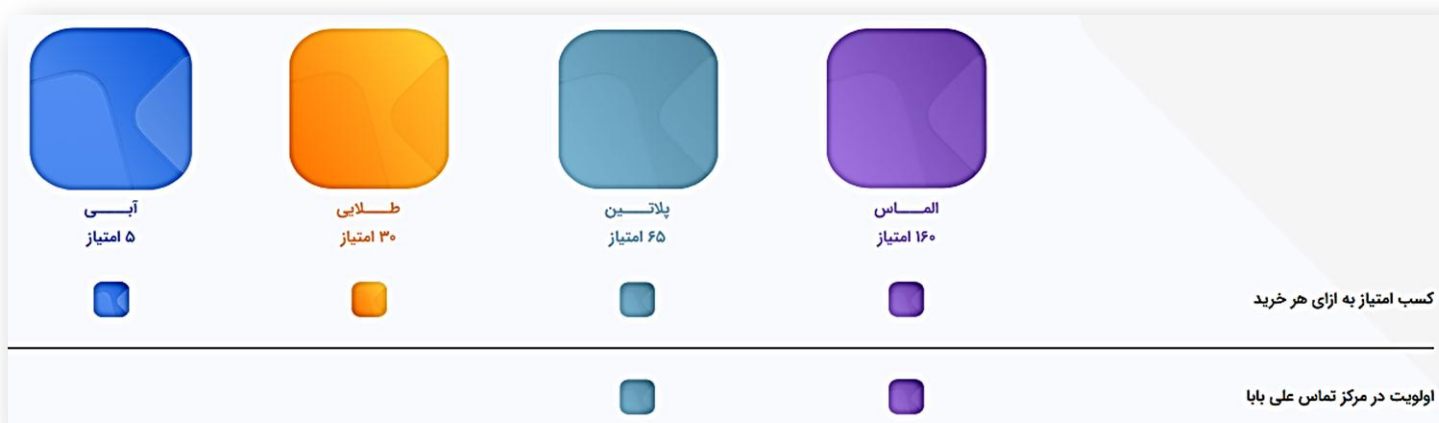 الماس
۱۶۰ امتیاز
پلاتین
۶۵ امتیاز
طلایی
۳۰ امتیاز
آبی
۵ امتیاز
کسب امتیاز به ازای هر خرید
اولویت در مرکز تماس علی بابا